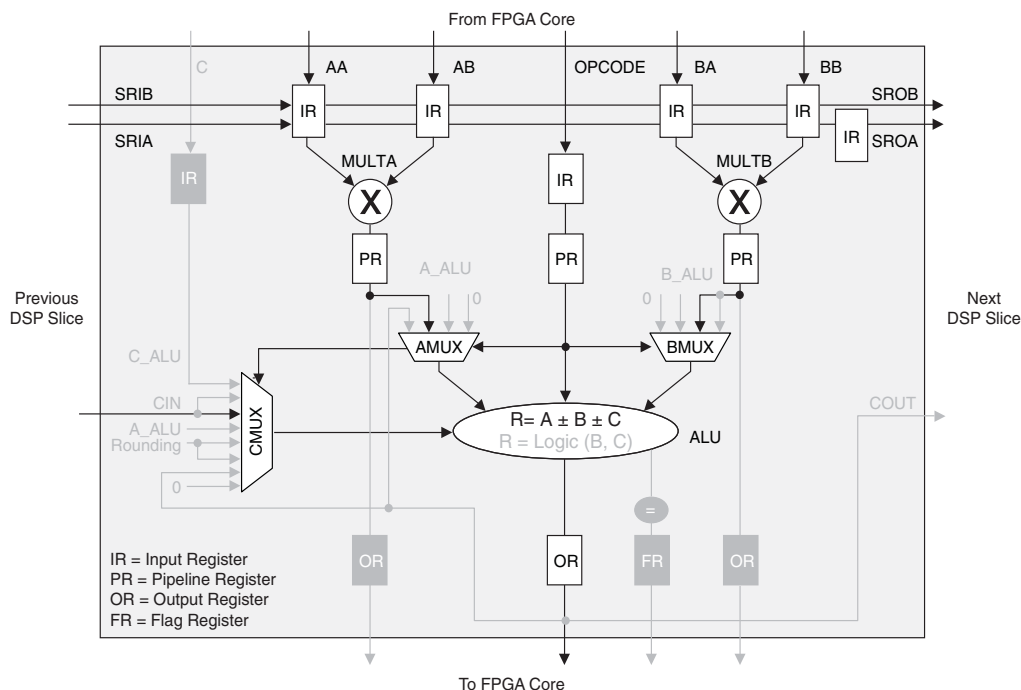 From FPGA Core
C
AA
AB
OPCODE
BA
BB
SRIB
IR
IR
IR
IR
SROB
SRIA
IR
SROA
MULTA
MULTB
IR
IR
X
X
PR
PR
PR
A_ALU
B_ALU
0
0
Previous
DSP Slice
Next
DSP Slice
AMUX
BMUX
C_ALU
CIN
A_ALU
Rounding
0
CMUX
R= A ± B ± C
R = Logic (B, C)
ALU
COUT
=
OR
OR
FR
OR
IR = Input Register
PR = Pipeline Register
OR = Output Register
FR = Flag Register
To FPGA Core